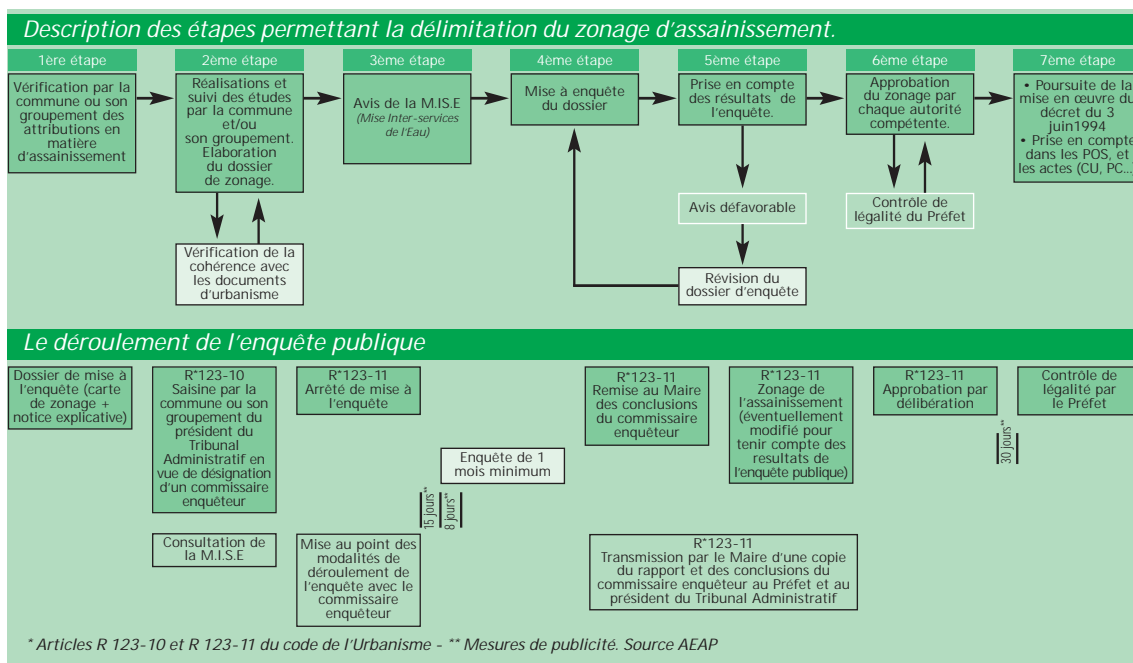 Description des étapes permettant la délimitation du zonage d'assainissement.
1ère étape
Vérification par la
commune ou son
groupement des
attributions en
matière
d'assainissement
2ème étape
Réalisations et
suivi des études
par la commune
et/ou
son groupement.
Elaboration
du dossier
de zonage.
Vérification de la
cohérence avec
les documents
d'urbanisme
3ème étape
Avis de la M.I.S.E
(Mise Inter-services
de l'Eau)
4ème étape
Mise à enquête
du dossier
5ème étape
Prise en compte
des résultats de
l'enquête.
Avis défavorable
Révision du
dossier d'enquête
6ème étape
Approbation
du zonage par
chaque autorité
compétente.
Contrôle de
légalité du Préfet
7ème étape
• Poursuite de la
mise en œuvre du
décret du 3
juin1994
• Prise en compte
dans les POS, et
les actes (CU, PC...
Le déroulement de l'enquête publique
Dossier de mise à
l'enquête (carte
de zonage +
notice explicative)
R*123-10
Saisine par la
commune ou son
groupement du
président du
Tribunal
Administratif en
vue de désignation
d'un commissaire
enquêteur
Consultation de
la M.I.S.E
R*123-11
Arrêté de mise à
l'enquête
Mise au point des
modalités de
déroulement de
l'enquête avec le
commissaire
enquêteur
15 jours**
8 jours**
Enquête de 1
mois minimum
R*123-11
Remise au Maire
des conclusions
du commissaire
enquêteur
R*123-11
Zonage de
l'assainissement
(éventuellement
modifié pour
tenir compte des
resultats de
l'enquête publique)
R*123-11
Transmission par le Maire d'une copie
du rapport et des conclusions du
commissaire enquêteur au Préfet et au
président du Tribunal Administratif
R*123-11
Approbation par
délibération
30 jours**
Contrôle de
légalité par
le Préfet
* Articles R 123-10 et R 123-11 du code de l'Urbanisme - ** Mesures de publicité. Source AEAP